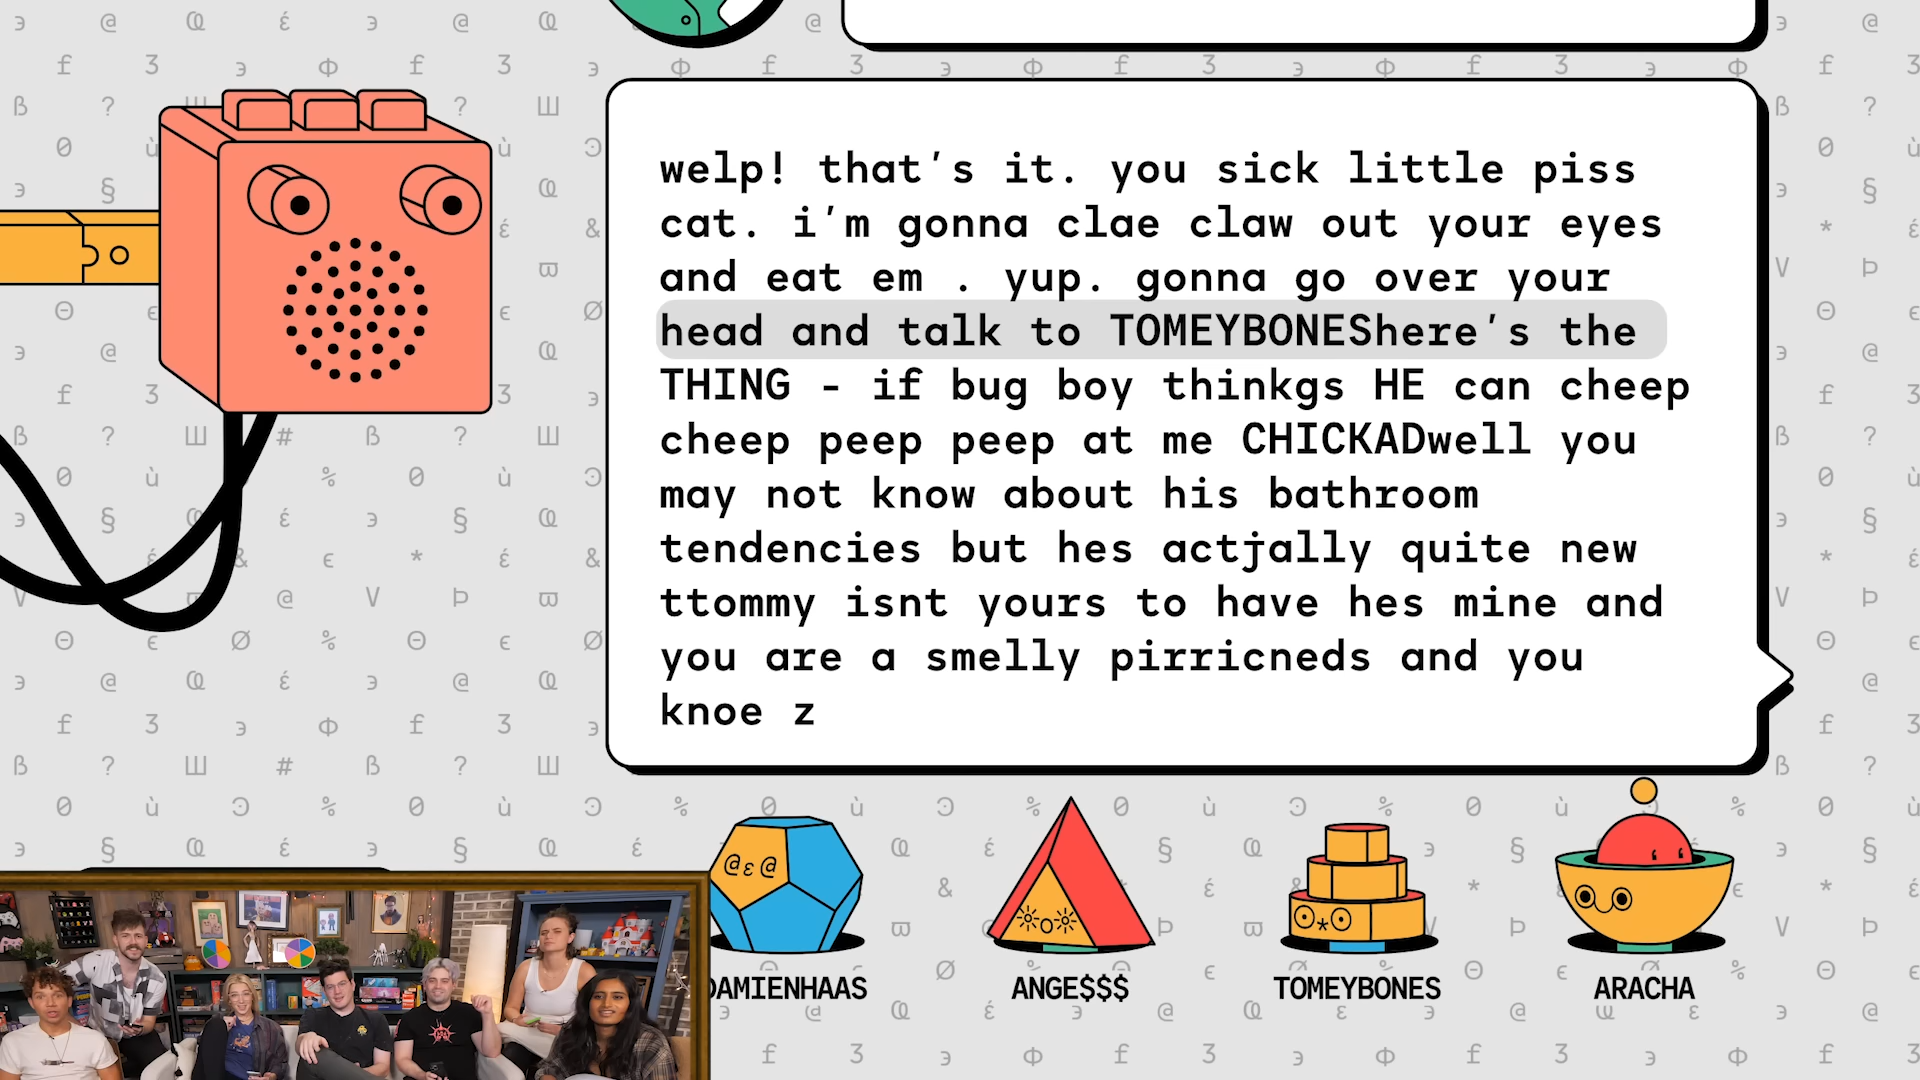 welp! that's it. you sick little piss
cat. i'm gonna clae claw out your eyes
and eat em . yup. gonna go over your
head and talk to TOMEYBONEShere's the
THING - if bug boy thinkgs HE can cheep
cheep peep peep at me CHICKADwell you
may not know about his bathroom
tendencies but hes actjally quite new
ttommy isnt yours to have hes mine and
you are a smelly pirricneds and you
knoe z
DAMIENHAAS
ANGE$$$
TOMEYBONES
ARACHA